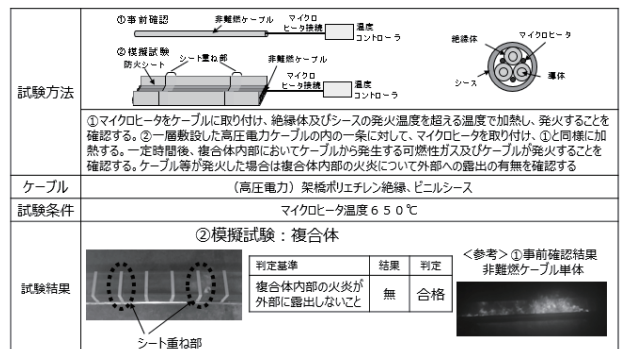 試験方法
①事前確認
非難燃ケーブル
マイクロ
ヒータ接続
温度
コントローラ
②模擬試験
防火シート
シート重ね部
非難燃ケーブル
マイクロ
ヒータ接続
温度
コントローラ
絶縁体
マイクロヒータ
シース
導体
①マイクロヒータをケーブルに取り付け、絶縁体及びシースの発火温度を超える温度で加熱し、発火することを
確認する。②一層敷設した高圧電力ケーブルの内の一条に対して、マイクロヒータを取り付け、①と同様に加
熱する。一定時間後、複合体内部においてケーブルから発生する可燃性ガス及びケーブルが発火することを
確認する。ケーブル等が発火した場合は複合体内部の火炎について外部への露出の有無を確認する
ケーブル
(高圧電力)架橋ポリエチレン絶縁、ビニルシース
試験条件
マイクロヒータ温度650℃
試験結果
②模擬試験:複合体
シート重ね部
判定基準 結果 判定
複合体内部の火炎が
外部に露出しないこと
無 合格
<参考>①事前確認結果
非難燃ケーブル単体